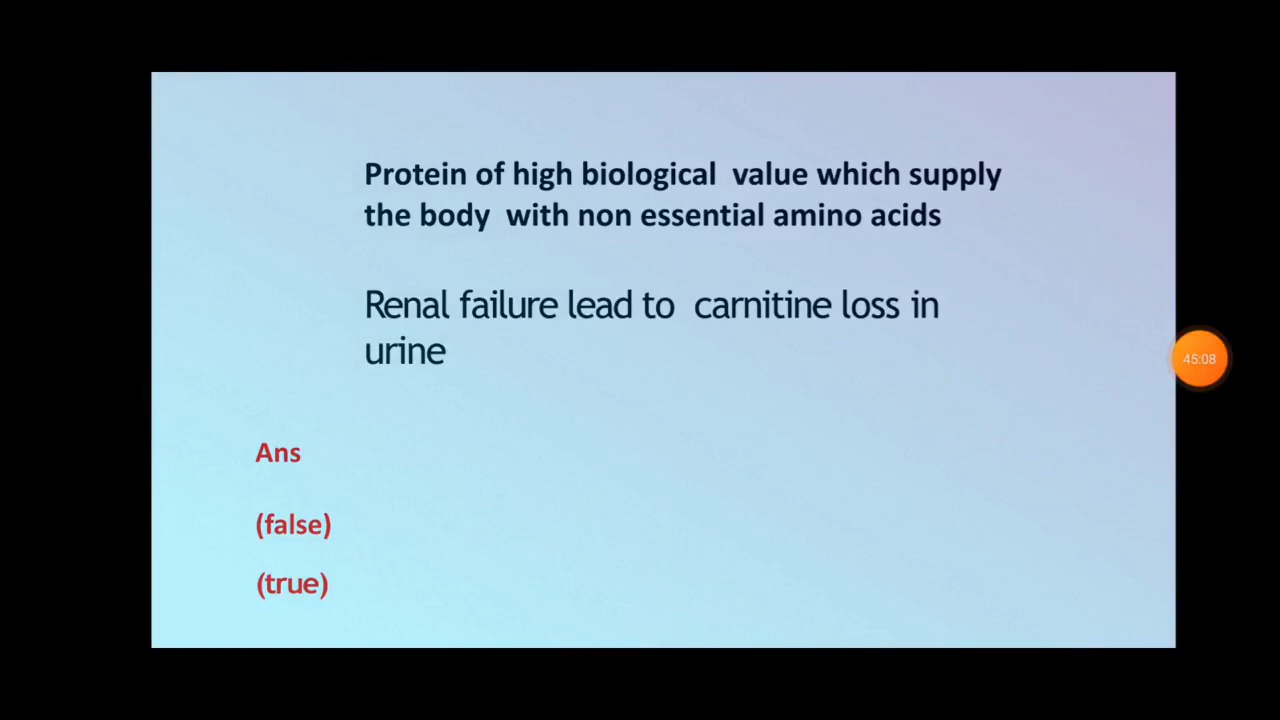 Protein of high biological value which supply
the body with non essential amino acids
Renal failure lead to carnitine loss in
urine
45:08
Ans
(false)
(true)